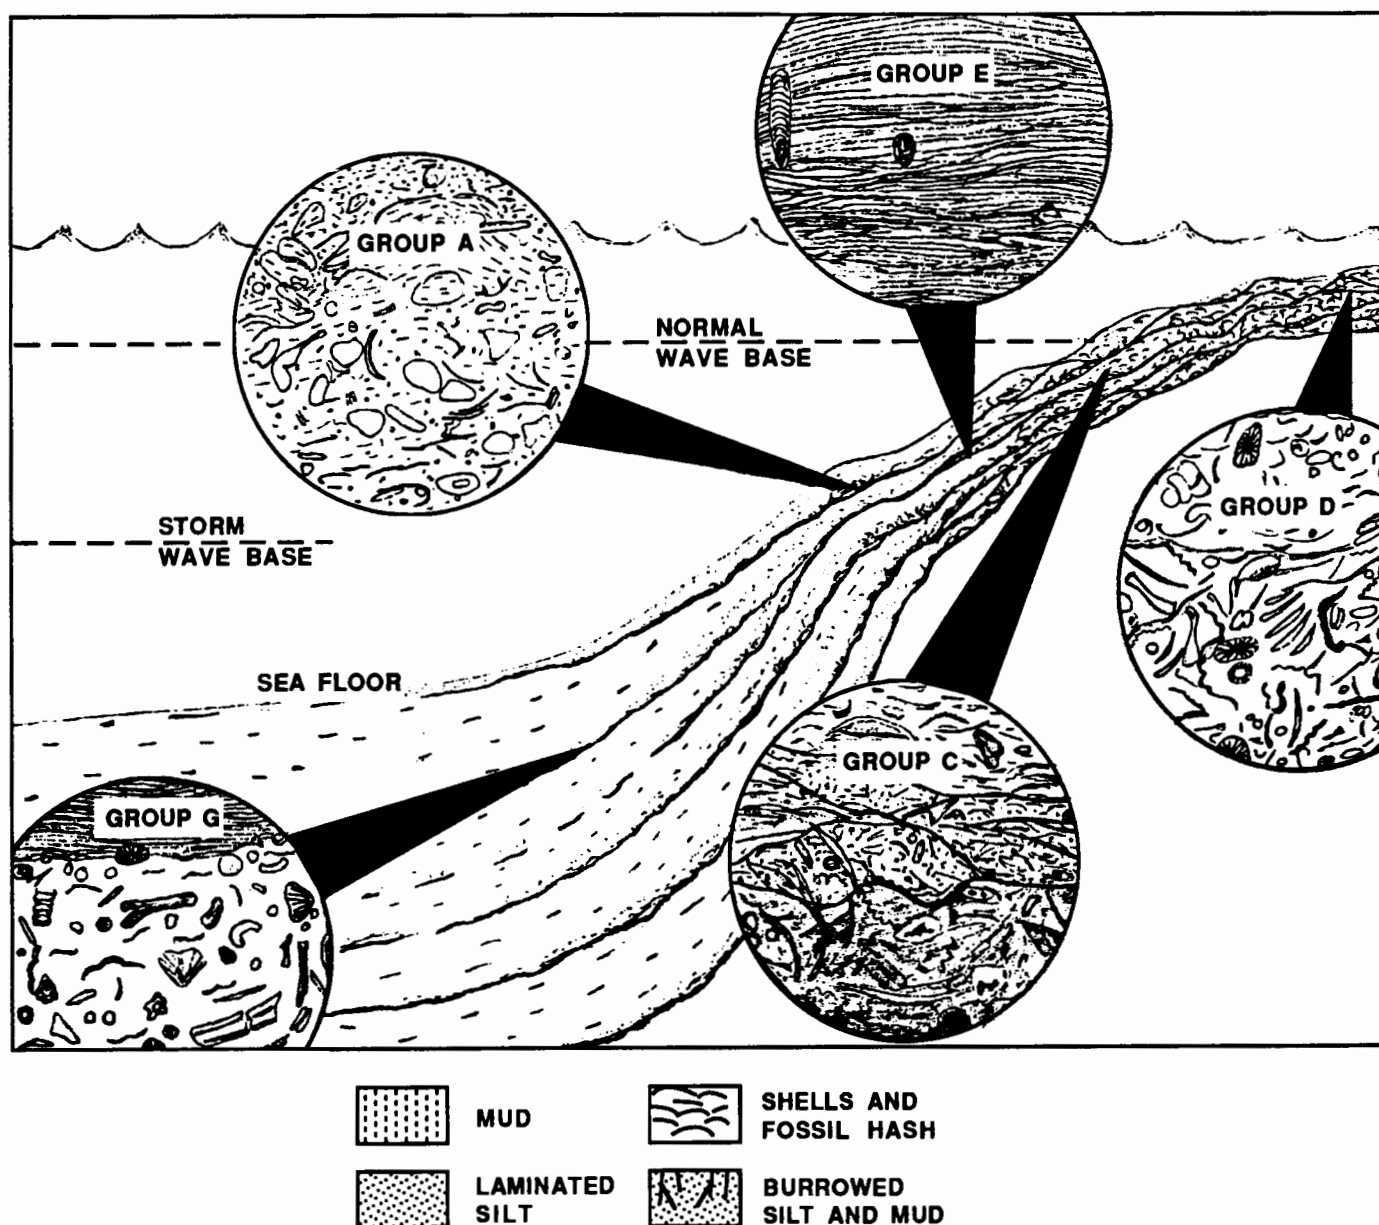 GROUP E
GROUP A
NORMAL
WAVE BASE
STORM
WAVE BASE
GROUP D
SEA FLOOR
GROUP C
GROUP G
MUD
SHELLS AND
FOSSIL HASH
LAMINATED
SILT
BURROWED
SILT AND MUD